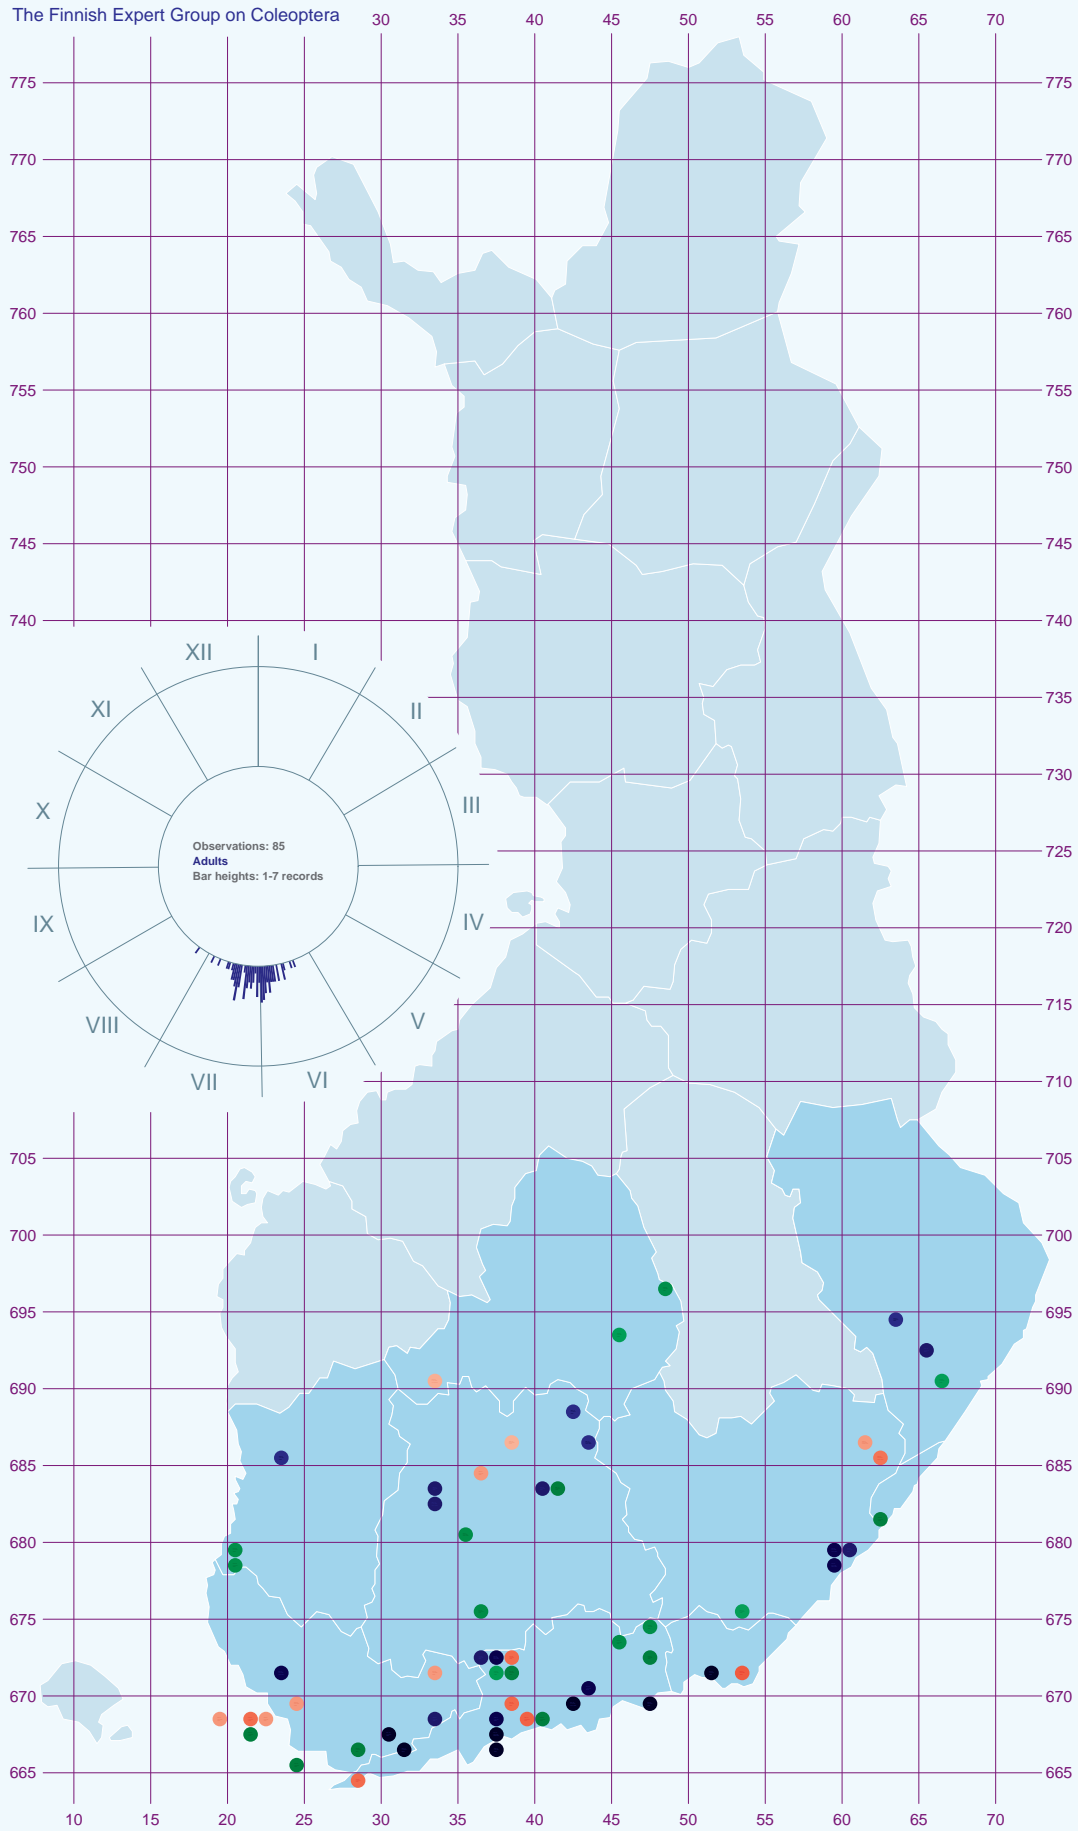 The Finnish Expert Group on Coleoptera
30 35 40 45 50 55 60 65 70
775 775
770 770
765 765
760 760
755 755
750 750
745 745
740 740
XII I
XI II
735
730
X III
Observations: 85
Adults
Bar heights: 1-7 records
725
IX IV
720
715
VIII V
VII VI
710
705 705
700 700
695 695
690 690
685 685
680 680
675 675
670 670
665 665
10 15 20 25 30 35 40 45 50 55 60 65 70